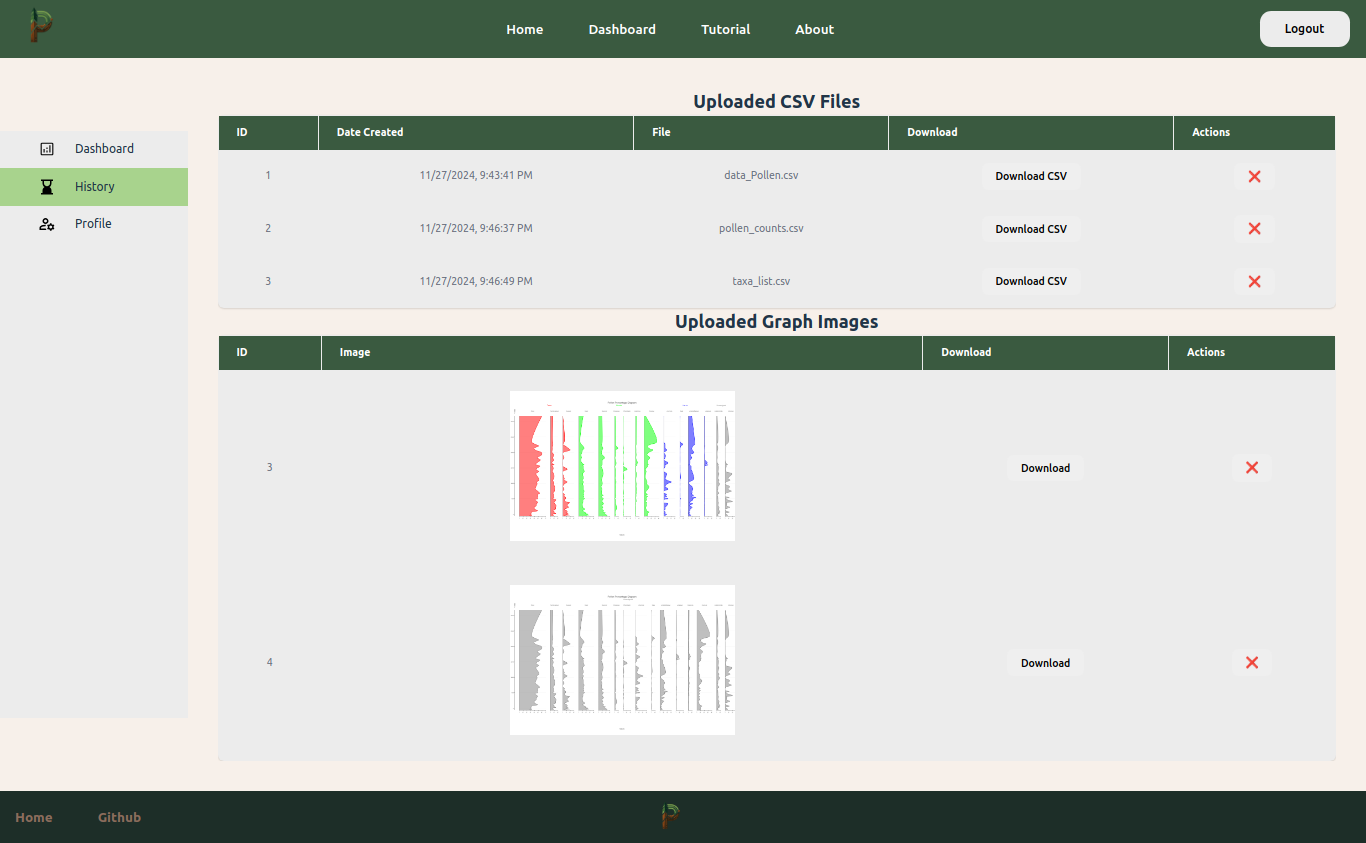 Home Dashboard Tutorial About Logout
Dashboard
History
Profile
Uploaded CSV Files
ID Date Created File Download Actions
1 11/27/2024, 9:43:41 PM data_Pollen.csv Download CSV
2 11/27/2024, 9:46:37 PM pollen_counts.csv Download CSV
3 11/27/2024, 9:46:49 PM taxa_list.csv Download CSV
Uploaded Graph Images
ID Image Download Actions
3 Download
4 Download
Home Github